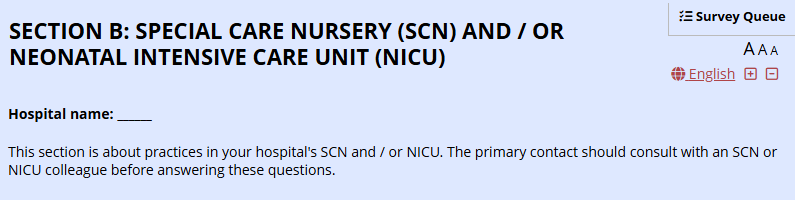 Survey Queue
SECTION B: SPECIAL CARE NURSERY (SCN) AND / OR
NEONATAL INTENSIVE CARE UNIT (NICU)
A A A
English
Hospital name: ______
This section is about practices in your hospital's SCN and / or NICU. The primary contact should consult with an SCN or
NICU colleague before answering these questions.